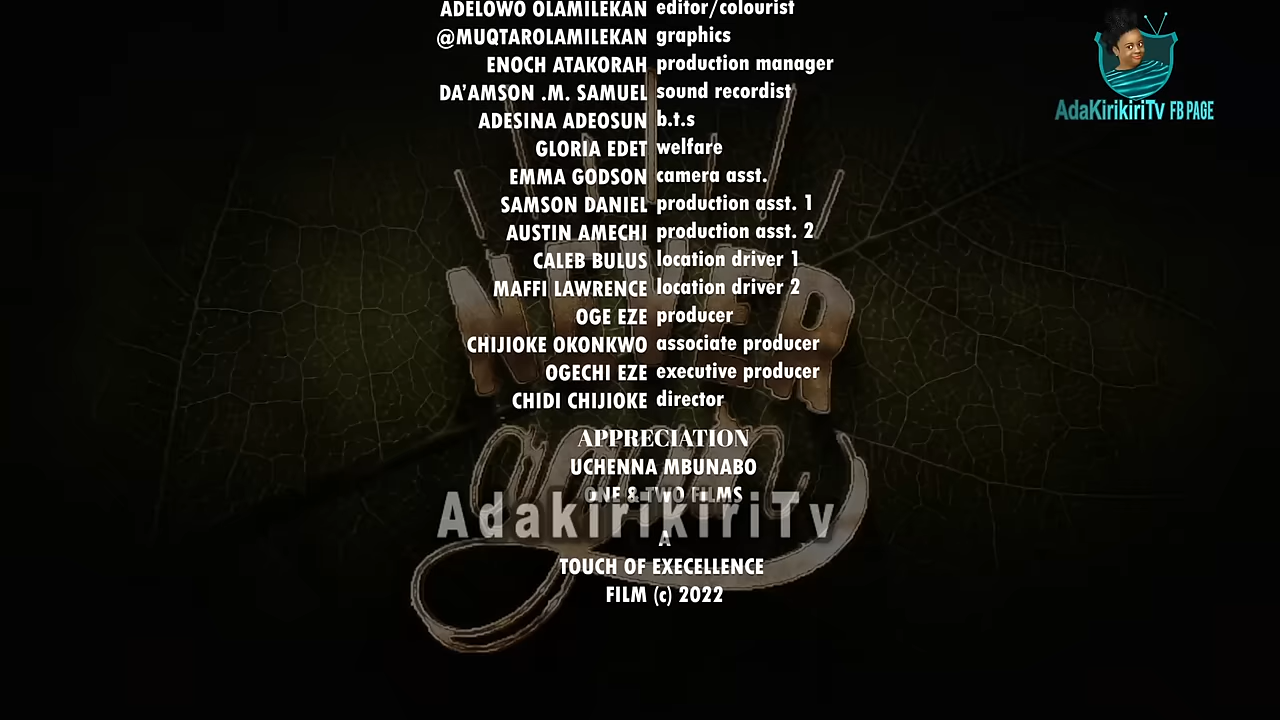 ADELOWO OLAMILEKAN editor/colourist
@MUQTAROLAMILEKAN graphics
ENOCH ATAKORAH production manager
DA'AMSON .M. SAMUEL sound recordist
ADESINA ADEOSUN b.t.s
GLORIA EDET welfare
EMMA GODSON camera asst.
SAMSON DANIEL production asst. 1
AUSTIN AMECHI production asst. 2
CALEB BULUS location driver 1
MAFFI LAWRENCE location driver 2
OGE EZE producer
CHIJIOKE OKONKWO associate producer
OGECHI EZE executive producer
CHIDI CHIJIOKE director
APPRECIATION
UCHENNA MBUNABO
ONE & TWO FILMS
A
TOUCH OF EXECELLENCE
FILM (c) 2022
NEVER
again
AdakirikiriTv
AdaKirikiriTv FB PAGE